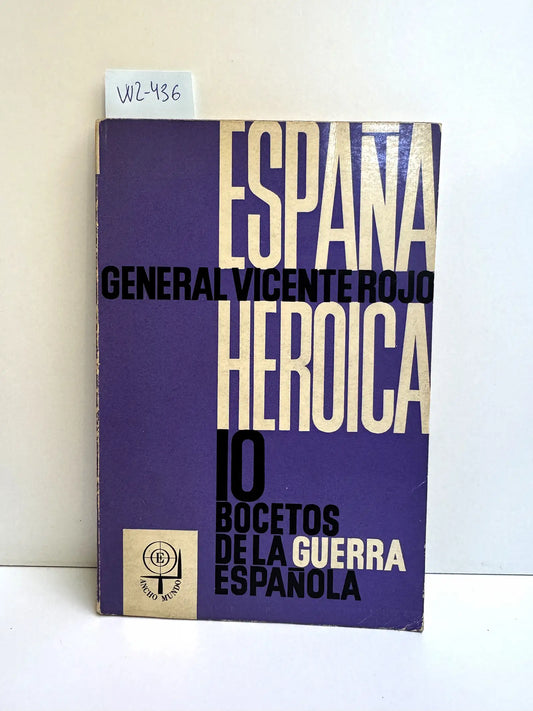 W2-436
ESPAÑA
GENERAL VICENTE ROJO
HEROICA
10
BOCETOS
DE LA GUERRA
ESPAÑOLA
E
ANCHO MUNDO